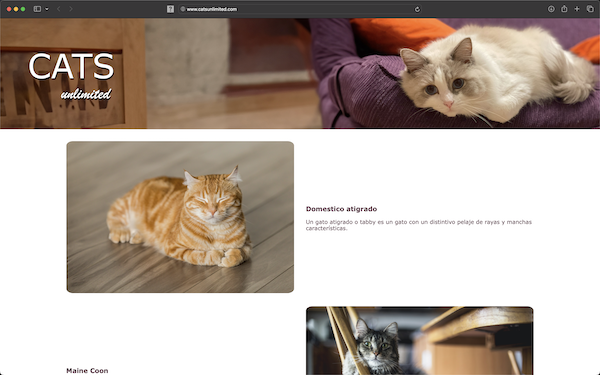 www.catsunlimited.com
CATS
unlimited
Domestico atigrado
Un gato atigrado o tabby es un gato con un distintivo pelaje de rayas y manchas
características.
Maine Coon